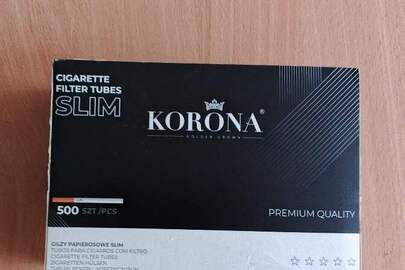 CIGARETTE
FILTER TUBES
SLIM
KORONA®
GOLDEN CROWN
500 SZT /PCS
PREMIUM QUALITY
GILZY PAPIEROSOWE SLIM
TUBOS PARA CIGARROS COM FILTRO
CIGARETTE FILTER TUBES
ZIGARETTEN HÜLSEN